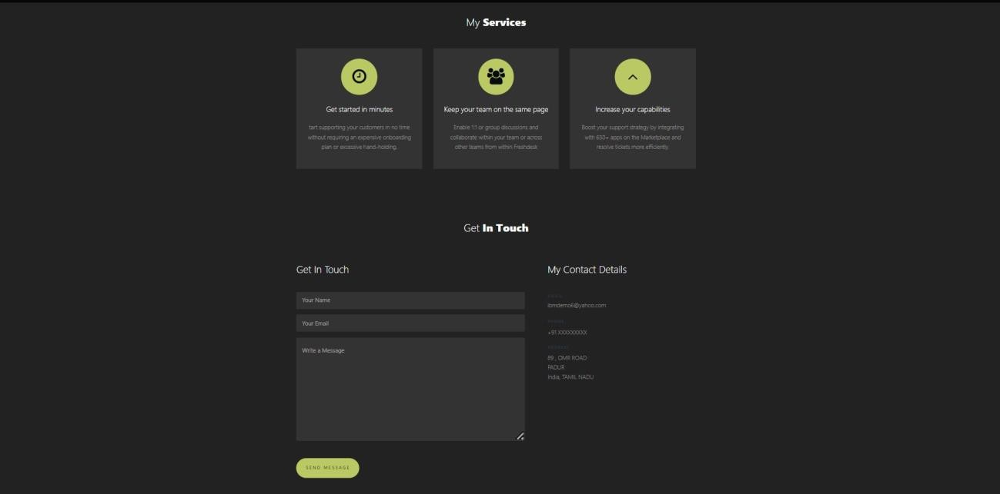 My Services
Get started in minutes
tart supporting your customers in no time
without requiring an expensive onboarding
plan or excessive hand-holding.
Keep your team on the same page
Enable 1:1 or group discussions and
collaborate within your team or across
other teams from within Freshdesk
Increase your capabilities
Boost your support strategy by integrating
with 650+ apps on the Marketplace and
resolve tickets more efficiently.
Get In Touch
Get In Touch
Your Name
Your Email
Write a Message
SEND MESSAGE
My Contact Details
ibmdemo6@yahoo.com
+91 XXXXXXXXX
89 , OMR ROAD
PADUR
India, TAMIL NADU